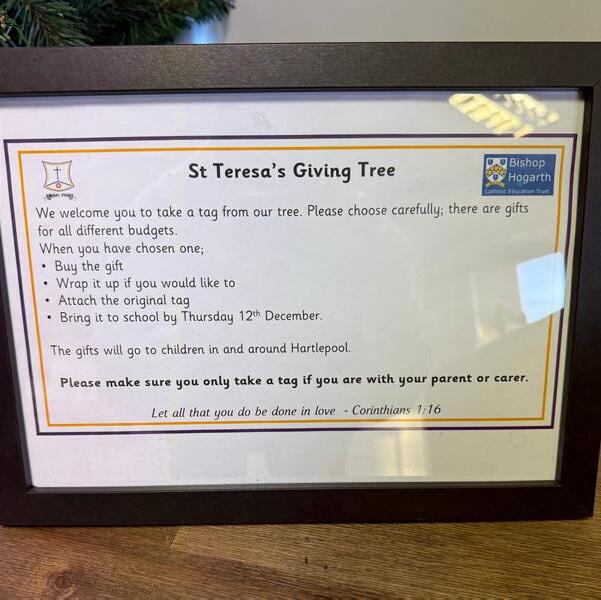 St Teresa's Giving Tree
Bishop
Hogarth
Catholic Education Trust
We welcome you to take a tag from our tree. Please choose carefully; there are gifts
for all different budgets.
When you have chosen one;
• Buy the gift
• Wrap it up if you would like to
• Attach the original tag
• Bring it to school by Thursday 12th December.
The gifts will go to children in and around Hartlepool.
Please make sure you only take a tag if you are with your parent or carer.
Let all that you do be done in love - Corinthians 1:16